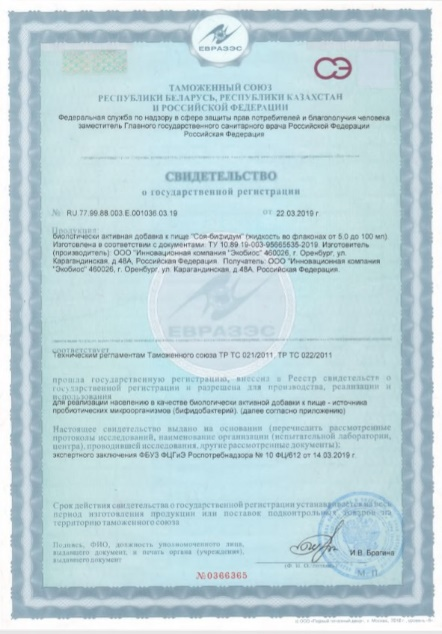 ЕВРАЗЭС
СЭ
ТАМОЖЕННЫЙ СОЮЗ
РЕСПУБЛИКИ БЕЛАРУСЬ, РЕСПУБЛИКИ КАЗАХСТАН
И РОССИЙСКОЙ ФЕДЕРАЦИИ
Федеральная служба по надзору в сфере защиты прав потребителей и благополучия человека
заместитель Главного государственного санитарного врача Российской Федерации
Российская Федерация
СВИДЕТЕЛЬСТВО
о государственной регистрации
№ RU.77.99.88.003.Е.001036.03.19 от 22.03.2019 г.
Продукция:
биологически активная добавка к пище "Соя-бифидум" (жидкость во флаконах от 5.0 до 100 мл).
Изготовлена в соответствии с документами: ТУ 10.89.19-003-95665635-2019. Изготовитель
(производитель): ООО "Инновационная компания "Экобиос" 460026, г. Оренбург, ул.
Карагандинская, д 48А, Российская Федерация. Получатель: ООО "Инновационная компания
"Экобиос" 460026, г. Оренбург, ул. Карагандинская, д 48А, Российская Федерация.
ЕВРАЗЭС
соответствует
Техническим регламентам Таможенного союза ТР ТС 021/2011, ТР ТС 022/2011
прошла государственную регистрацию, внесена в Реестр свидетельств о
государственной регистрации и разрешена для производства, реализации и
использования
для реализации населению в качестве биологически активной добавки к пище - источника
пробиотических микроорганизмов (бифидобактерий). (далее согласно приложению)
Настоящее свидетельство выдано на основании (перечислить рассмотренные
протоколы исследований, наименование организации (испытательной лаборатории,
центра), проводившей исследования, другие рассмотренные документы):
экспертного заключения ФБУЗ ФЦГиЭ Роспотребнадзора № 10 ФЦ/612 от 14.03.2019 г.
Срок действия свидетельства о государственной регистрации устанавливается на весь
период изготовления продукции или поставок подконтрольных товаров на
территорию таможенного союза
Подпись, ФИО, должность уполномоченного лица,
выдавшего документ, и печать органа (учреждения),
выдавшего документ
И.В. Брагина
(Ф. И. О./подпись)
М. П.
№0366365